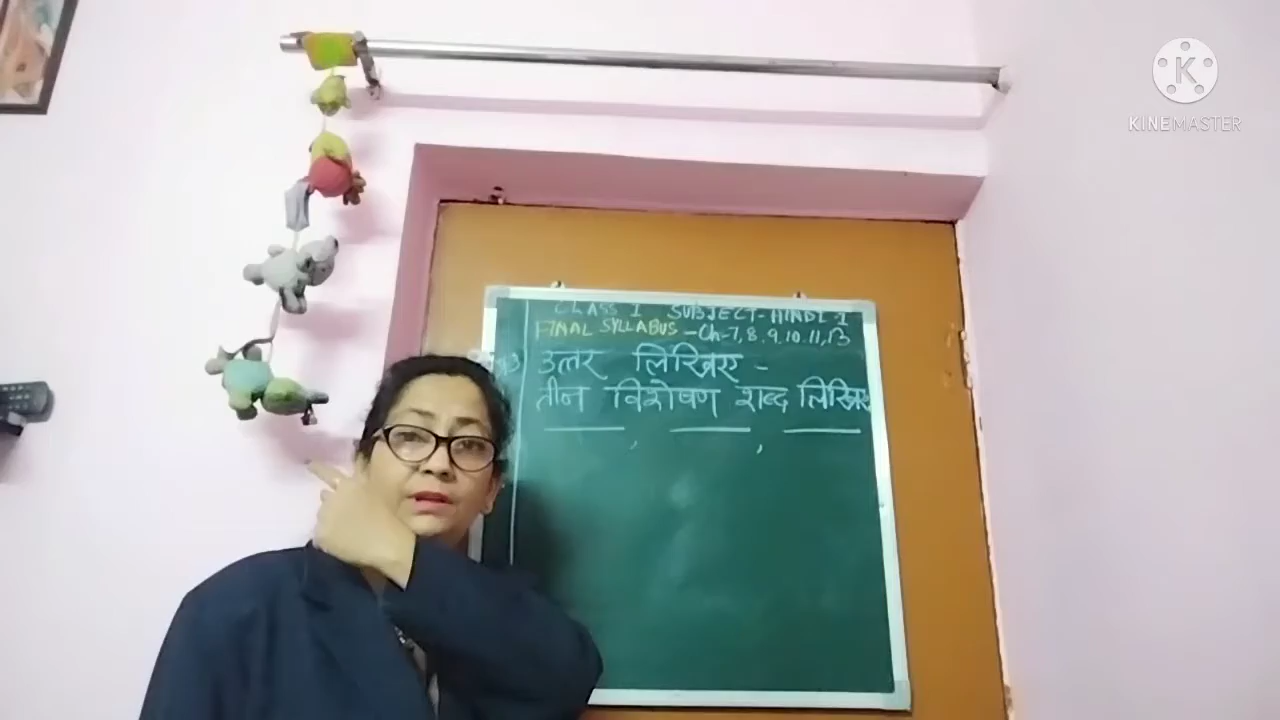 KINEMASTER
CLASS I SUBJECT-HINDI-1
FINAL SYLLABUS - Ch-7,8,9,10,11,13
उत्तर लिखिए -
तीन विशेषण शब्द लिखिए